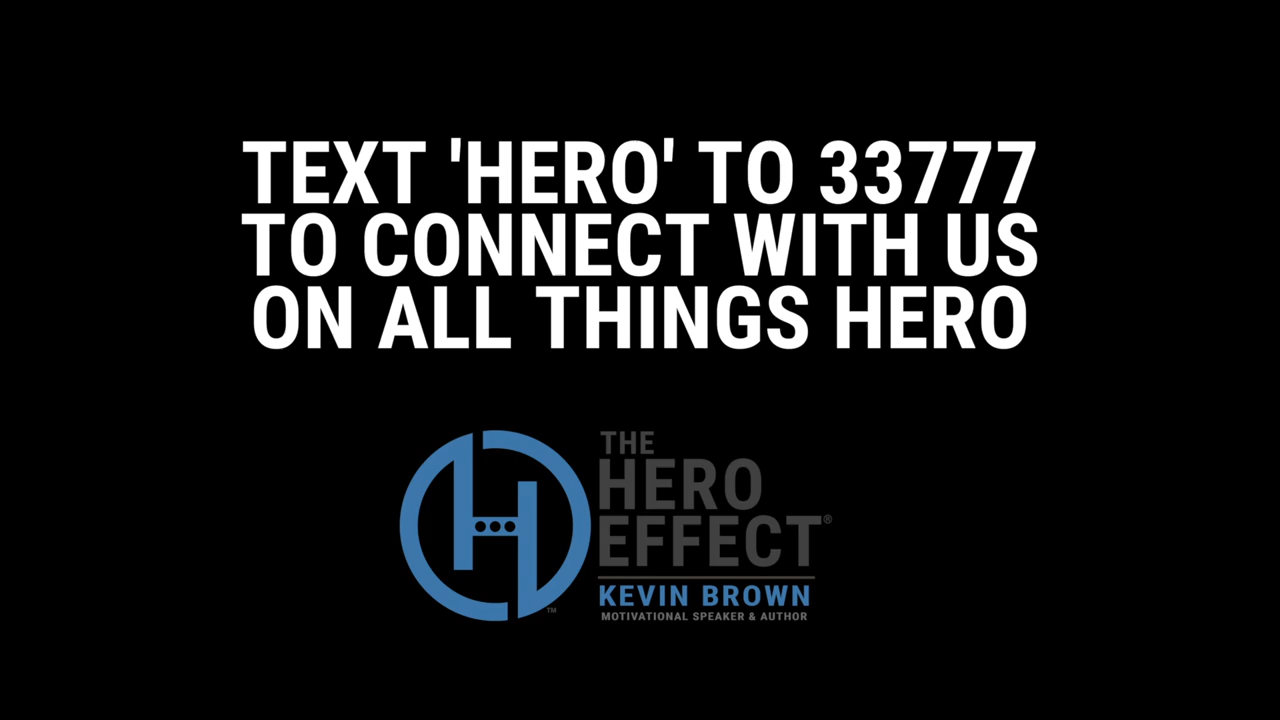 TEXT 'HERO' TO 33777
TO CONNECT WITH US
ON ALL THINGS HERO
THE
HERO
EFFECT®
KEVIN BROWN
MOTIVATIONAL SPEAKER & AUTHOR
™